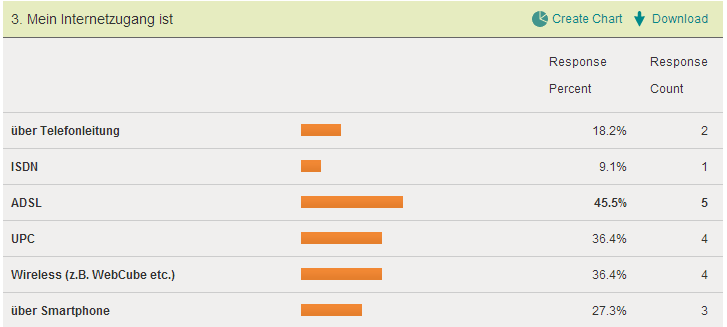 3. Mein Internetzugang ist Create Chart Download
Response Response
Percent Count
über Telefonleitung 18.2% 2
ISDN 9.1% 1
ADSL 45.5% 5
UPC 36.4% 4
Wireless (z.B. WebCube etc.) 36.4% 4
über Smartphone 27.3% 3